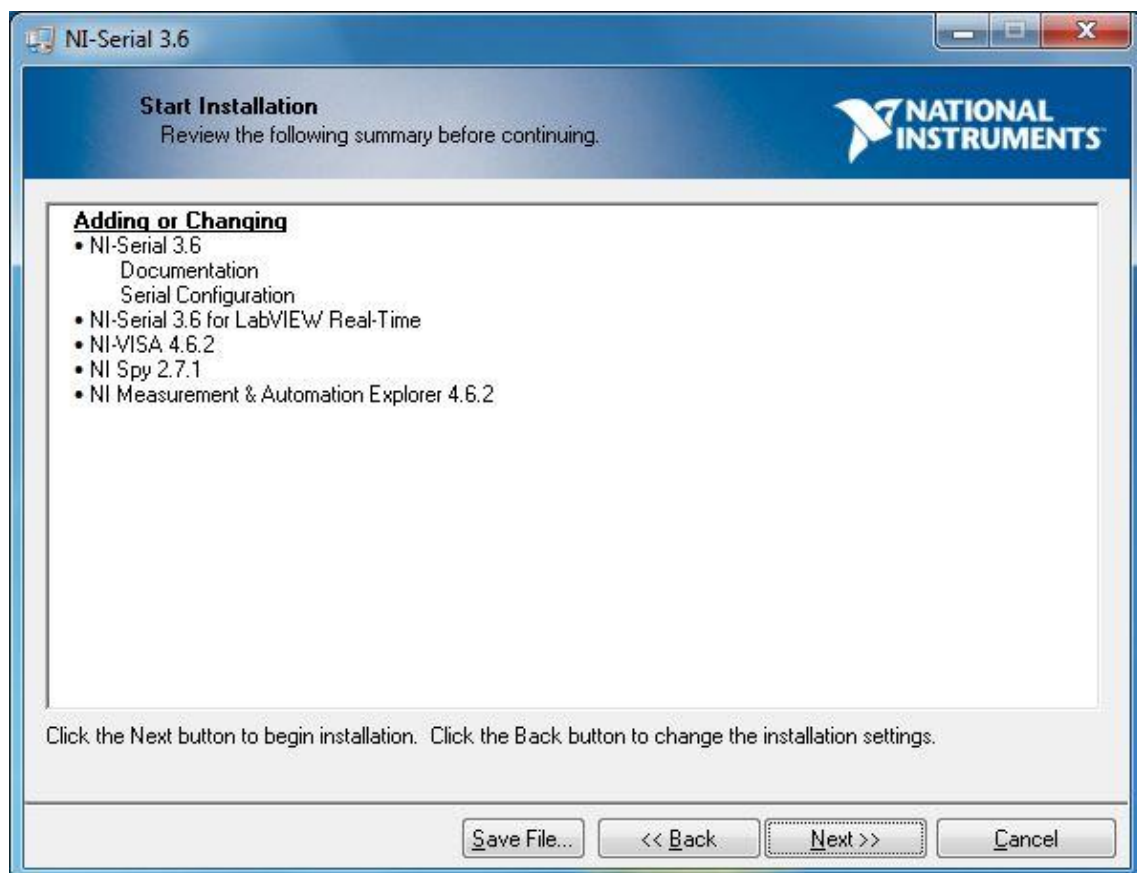 NI-Serial 3.6
Start Installation
Review the following summary before continuing.
NATIONAL
INSTRUMENTS
Adding or Changing
• NI-Serial 3.6
Documentation
Serial Configuration
• NI-Serial 3.6 for LabVIEW Real-Time
• NI-VISA 4.6.2
• NI Spy 2.7.1
• NI Measurement & Automation Explorer 4.6.2
Click the Next button to begin installation. Click the Back button to change the installation settings.
Save File... << Back Next >> Cancel